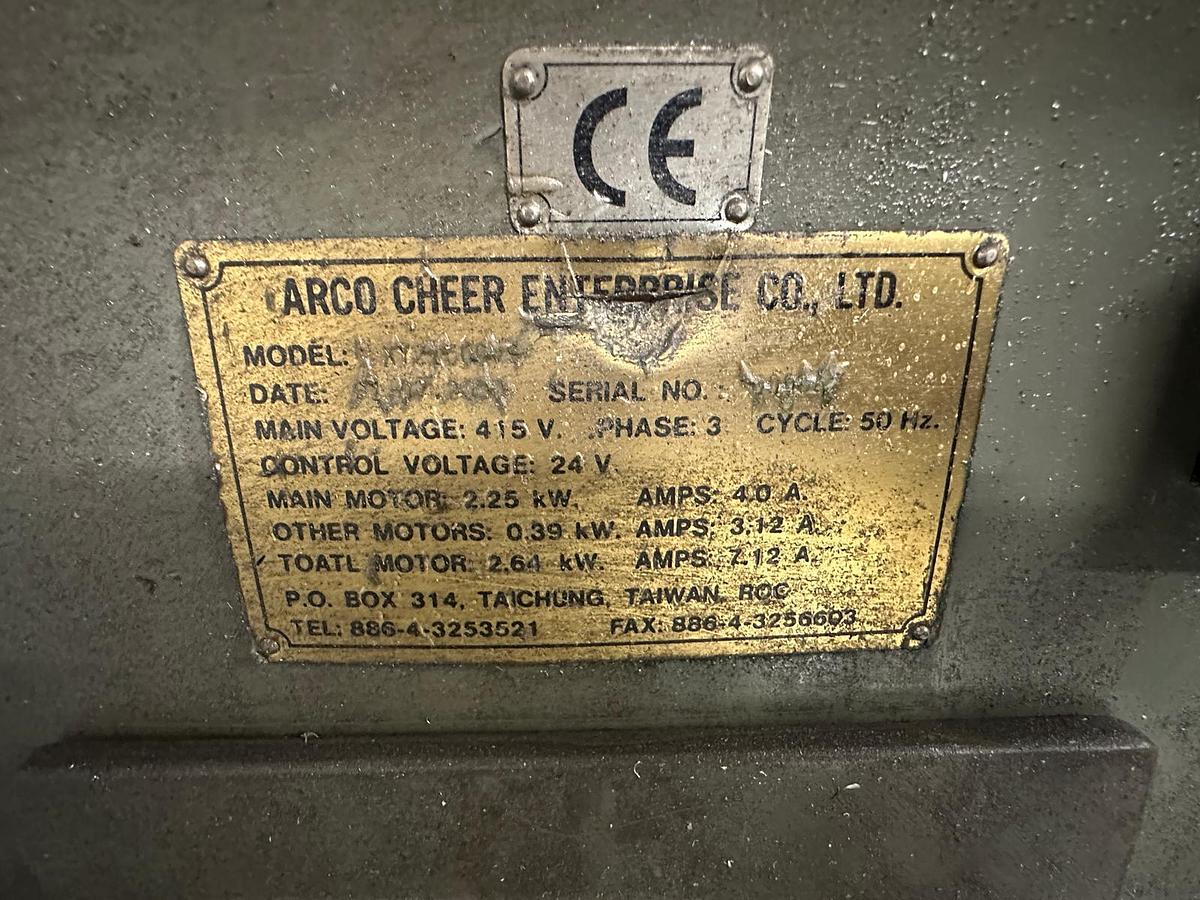 CE
ARCO CHEER ENTERPRISE CO., LTD.
MODEL:
DATE: SERIAL NO. :
MAIN VOLTAGE: 415 V. PHASE: 3 CYCLE: 50 Hz.
CONTROL VOLTAGE: 24 V.
MAIN MOTOR: 2.25 kW. AMPS: 4.0 A.
OTHER MOTORS: 0.39 kW. AMPS: 3.12 A.
TOATL MOTOR: 2.64 kW. AMPS: 7.12 A.
P.O. BOX 314, TAICHUNG, TAIWAN. ROC
TEL: 886-4-3253521 FAX: 886-4-3256603